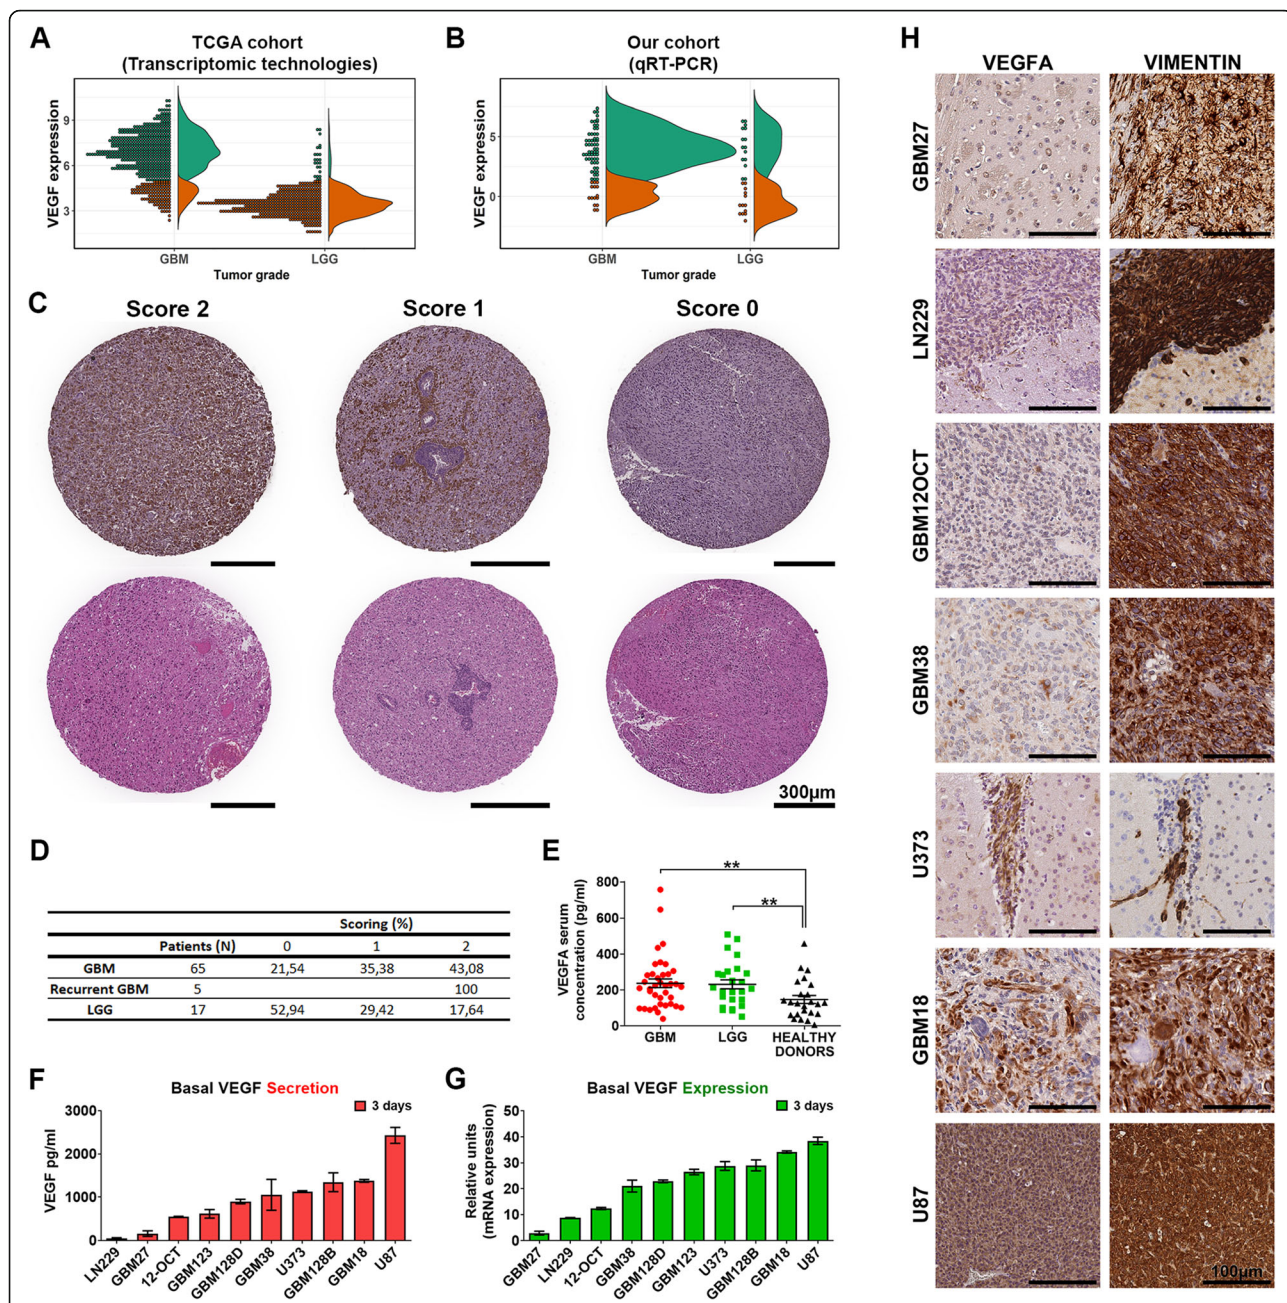 A
TCGA cohort
(Transcriptomic technologies)
VEGF expression
9
6
3
GBM
LGG
Tumor grade
B
Our cohort
(qRT-PCR)
VEGF expression
5
0
GBM
LGG
Tumor grade
C
Score 2
Score 1
Score 0
300µm
D
Scoring (%)
Patients (N) 0 1 2
GBM 65 21,54 35,38 43,08
Recurrent GBM 5 100
LGG 17 52,94 29,42 17,64
E
VEGFA serum
concentration (pg/ml)
800
600
400
200
0
**
**
GBM
LGG
HEALTHY
DONORS
F
Basal VEGF Secretion
3 days
VEGF pg/ml
3000
2000
1000
0
LN229
GBM27
12-OCT
GBM123
GBM128D
GBM38
U373
GBM128B
GBM18
U87
G
Basal VEGF Expression
3 days
Relative units
(mRNA expression)
50
40
30
20
10
0
GBM27
LN229
12-OCT
GBM38
GBM128D
GBM123
U373
GBM128B
GBM18
U87
H
VEGFA
VIMENTIN
GBM27
LN229
GBM12OCT
GBM38
U373
GBM18
U87
100µm